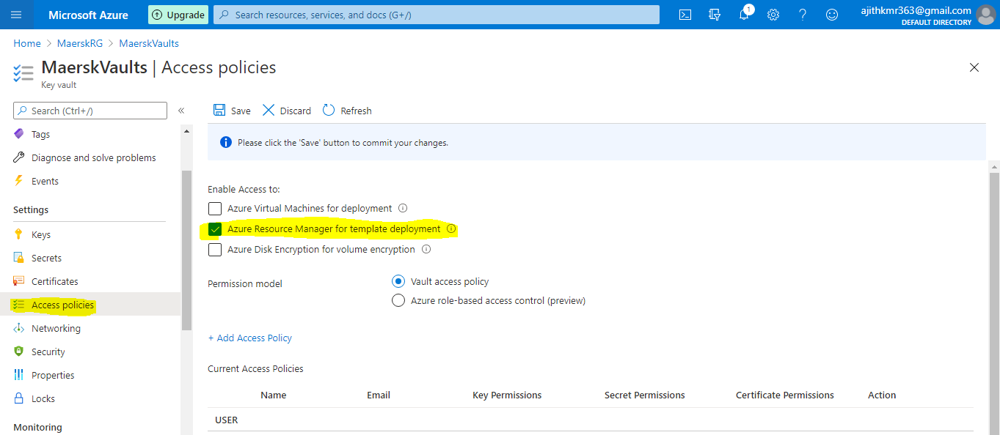 Microsoft Azure
Upgrade
Search resources, services, and docs (G+/)
1
ajithkmr363@gmail.com
DEFAULT DIRECTORY
Home > MaerskRG > MaerskVaults
MaerskVaults | Access policies
Key vault
Search (Ctrl+/)
«
Tags
Diagnose and solve problems
Events
Settings
Keys
Secrets
Certificates
Access policies
Networking
Security
Properties
Locks
Monitoring
Save Discard Refresh
Please click the 'Save' button to commit your changes.
Enable Access to:
Azure Virtual Machines for deployment
Azure Resource Manager for template deployment
Azure Disk Encryption for volume encryption
Permission model
Vault access policy
Azure role-based access control (preview)
+ Add Access Policy
Current Access Policies
Name Email Key Permissions Secret Permissions Certificate Permissions Action
USER